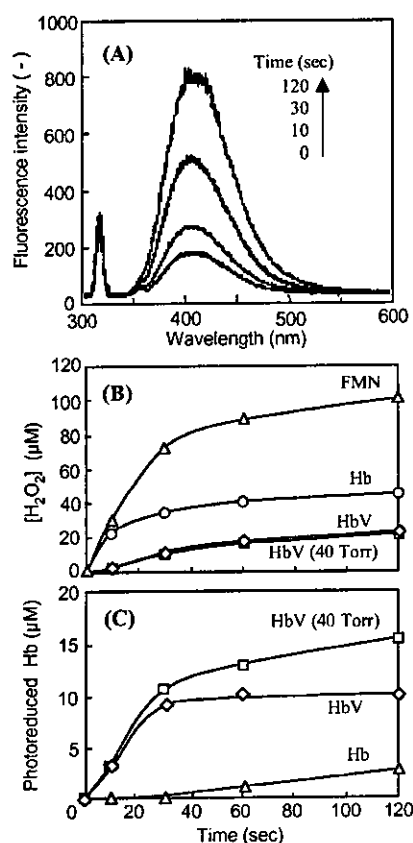 (A)
Fluorescence intensity (-)
1000
800
600
400
200
0
Time (sec)
120
30
10
0
300
400
500
600
Wavelength (nm)
(B)
[H₂O₂] (μM)
120
100
80
60
40
20
0
FMN
Hb
HbV
HbV (40 Torr)
(C)
Photoreduced Hb (μM)
20
15
10
5
0
HbV (40 Torr)
HbV
Hb
0
20
40
60
80
100
120
Time (sec)